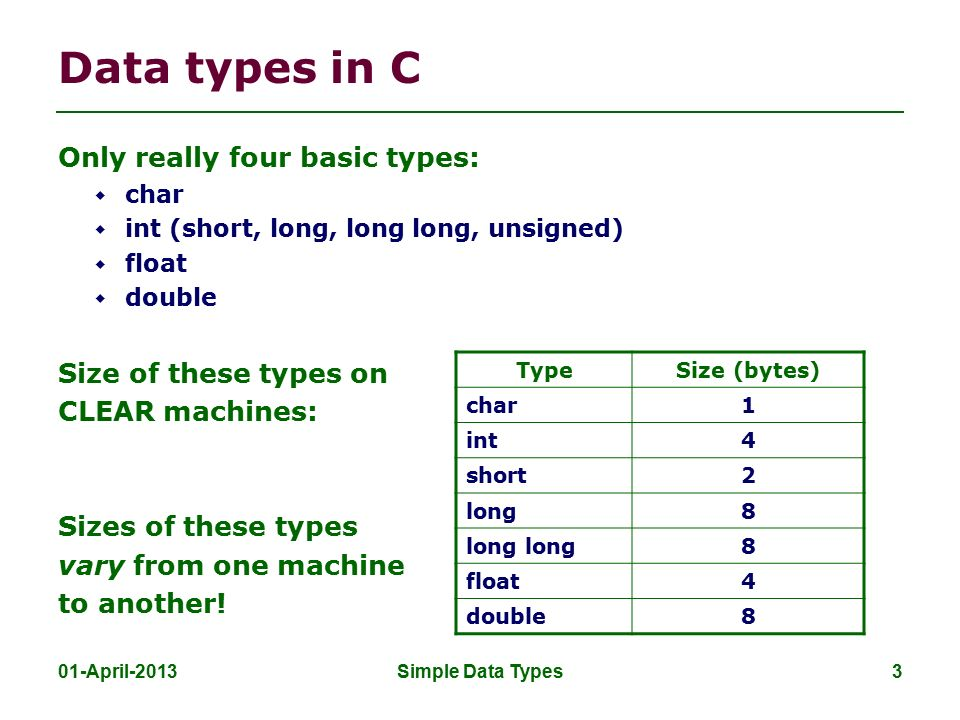 Data types in C
Only really four basic types:
char
int (short, long, long long, unsigned)
float
double
Size of these types on
CLEAR machines:
Sizes of these types
vary from one machine
to another!
Type Size (bytes)
char 1
int 4
short 2
long 8
long long 8
float 4
double 8
01-April-2013 Simple Data Types 3